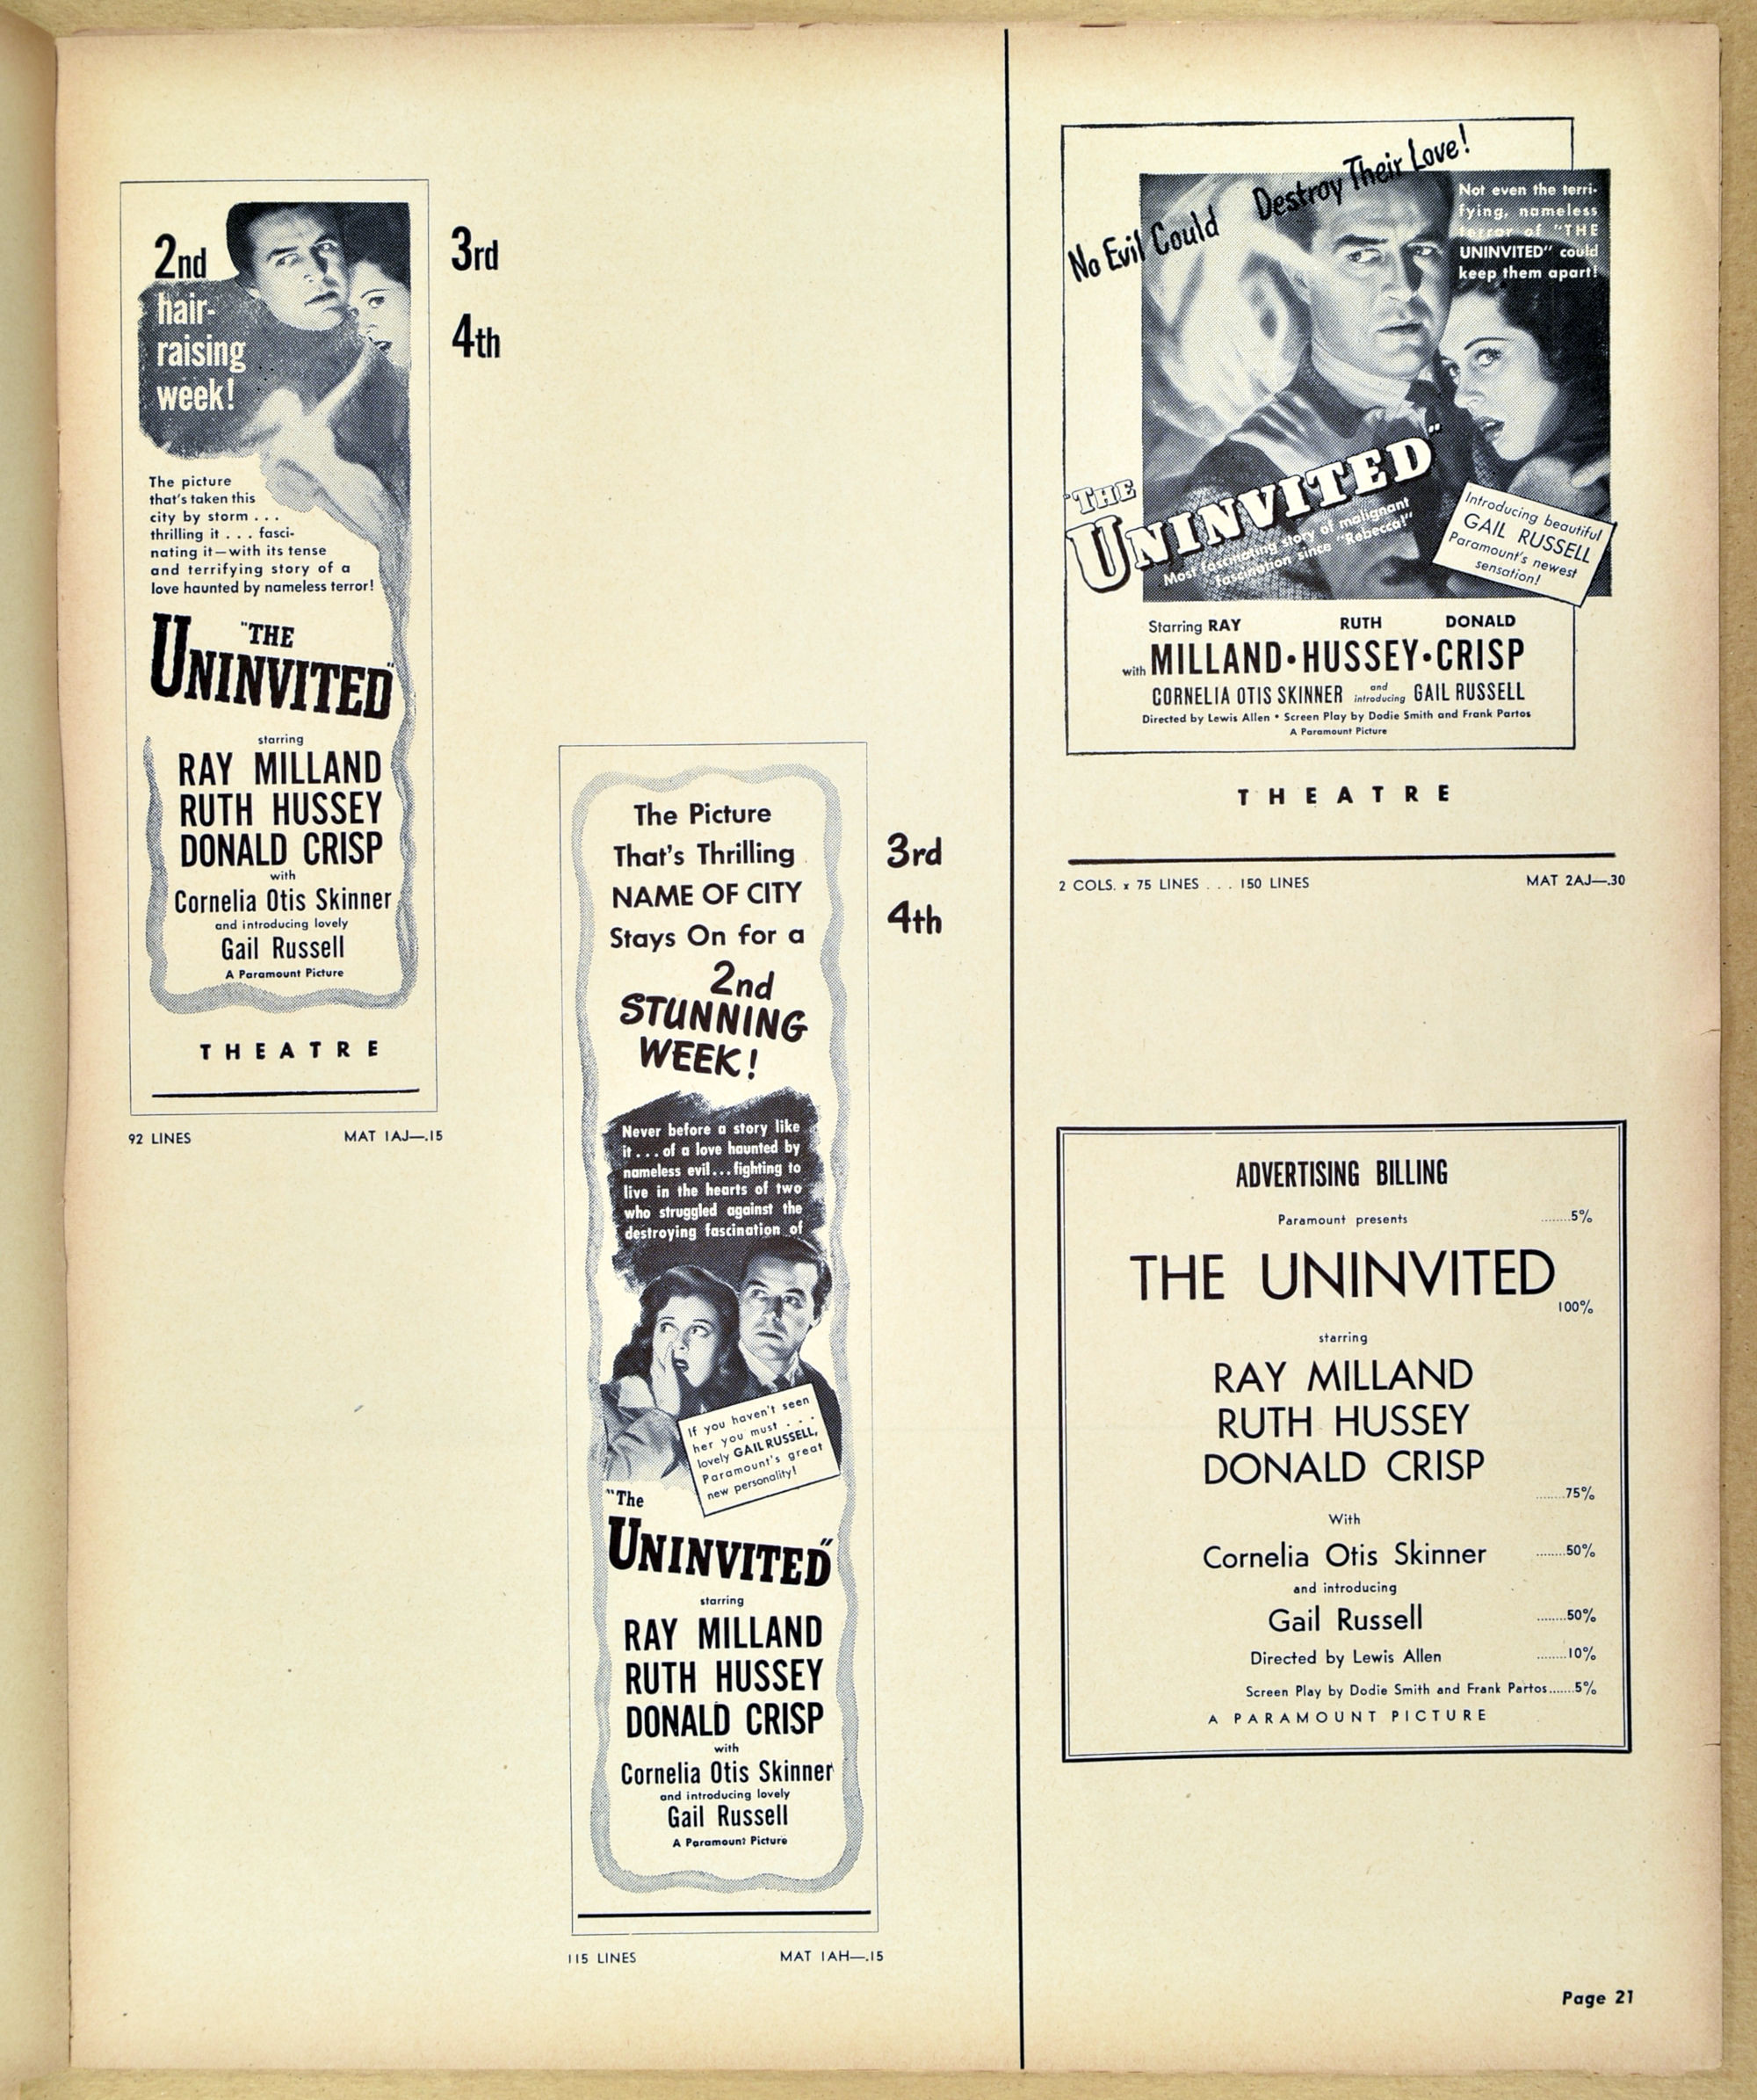 2nd
hair-
raising
week!
3rd
4th
The picture
that's taken this
city by storm . . .
thrilling it . . . fasci-
nating it—with its tense
and terrifying story of a
love haunted by nameless terror!
"THE
UNINVITED"
starring
RAY MILLAND
RUTH HUSSEY
DONALD CRISP
with
Cornelia Otis Skinner
and introducing lovely
Gail Russell
A Paramount Picture
THEATRE
92 LINES MAT 1AJ—.15
The Picture
That's Thrilling
NAME OF CITY
Stays On for a
2nd
STUNNING
WEEK!
3rd
4th
Never before a story like
it...of a love haunted by
nameless evil...fighting to
live in the hearts of two
who struggled against the
destroying fascination of
If you haven't seen
her you must . . .
lovely GAIL RUSSELL,
Paramount's great
new personality!
"The
UNINVITED"
starring
RAY MILLAND
RUTH HUSSEY
DONALD CRISP
with
Cornelia Otis Skinner
and introducing lovely
Gail Russell
A Paramount Picture
115 LINES MAT 1AH—.15
No Evil Could Destroy Their Love!
Not even the terri-
fying, nameless
terror of "THE
UNINVITED" could
keep them apart!
"THE
UNINVITED"
Most fascinating story of malignant
fascination since "Rebecca!"
Introducing beautiful
GAIL RUSSELL
Paramount's newest
sensation!
Starring RAY RUTH DONALD
with MILLAND • HUSSEY • CRISP
CORNELIA OTIS SKINNER and introducing GAIL RUSSELL
Directed by Lewis Allen • Screen Play by Dodie Smith and Frank Partos
A Paramount Picture
THEATRE
2 COLS. x 75 LINES . . . 150 LINES MAT 2AJ—.30
ADVERTISING BILLING
Paramount presents ........5%
THE UNINVITED
100%
starring
RAY MILLAND
RUTH HUSSEY
DONALD CRISP
........75%
With
Cornelia Otis Skinner ........50%
and introducing
Gail Russell ........50%
Directed by Lewis Allen ........10%
Screen Play by Dodie Smith and Frank Partos.......5%
A PARAMOUNT PICTURE
Page 21